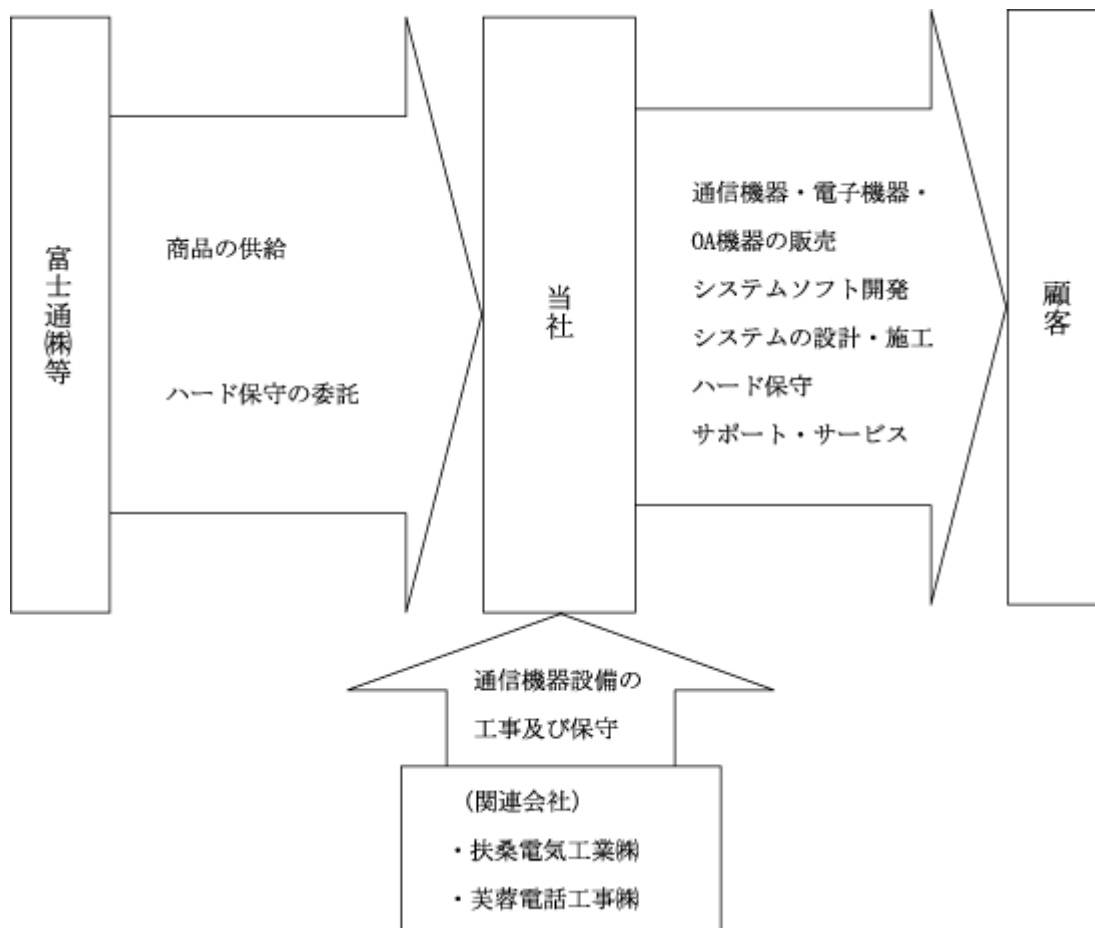 富士通㈱等
商品の供給
ハード保守の委託
当社
通信機器・電子機器・
OA機器の販売
システムソフト開発
システムの設計・施工
ハード保守
サポート・サービス
顧客
通信機器設備の
工事及び保守
(関連会社)
・扶桑電気工業㈱
・芙蓉電話工事㈱